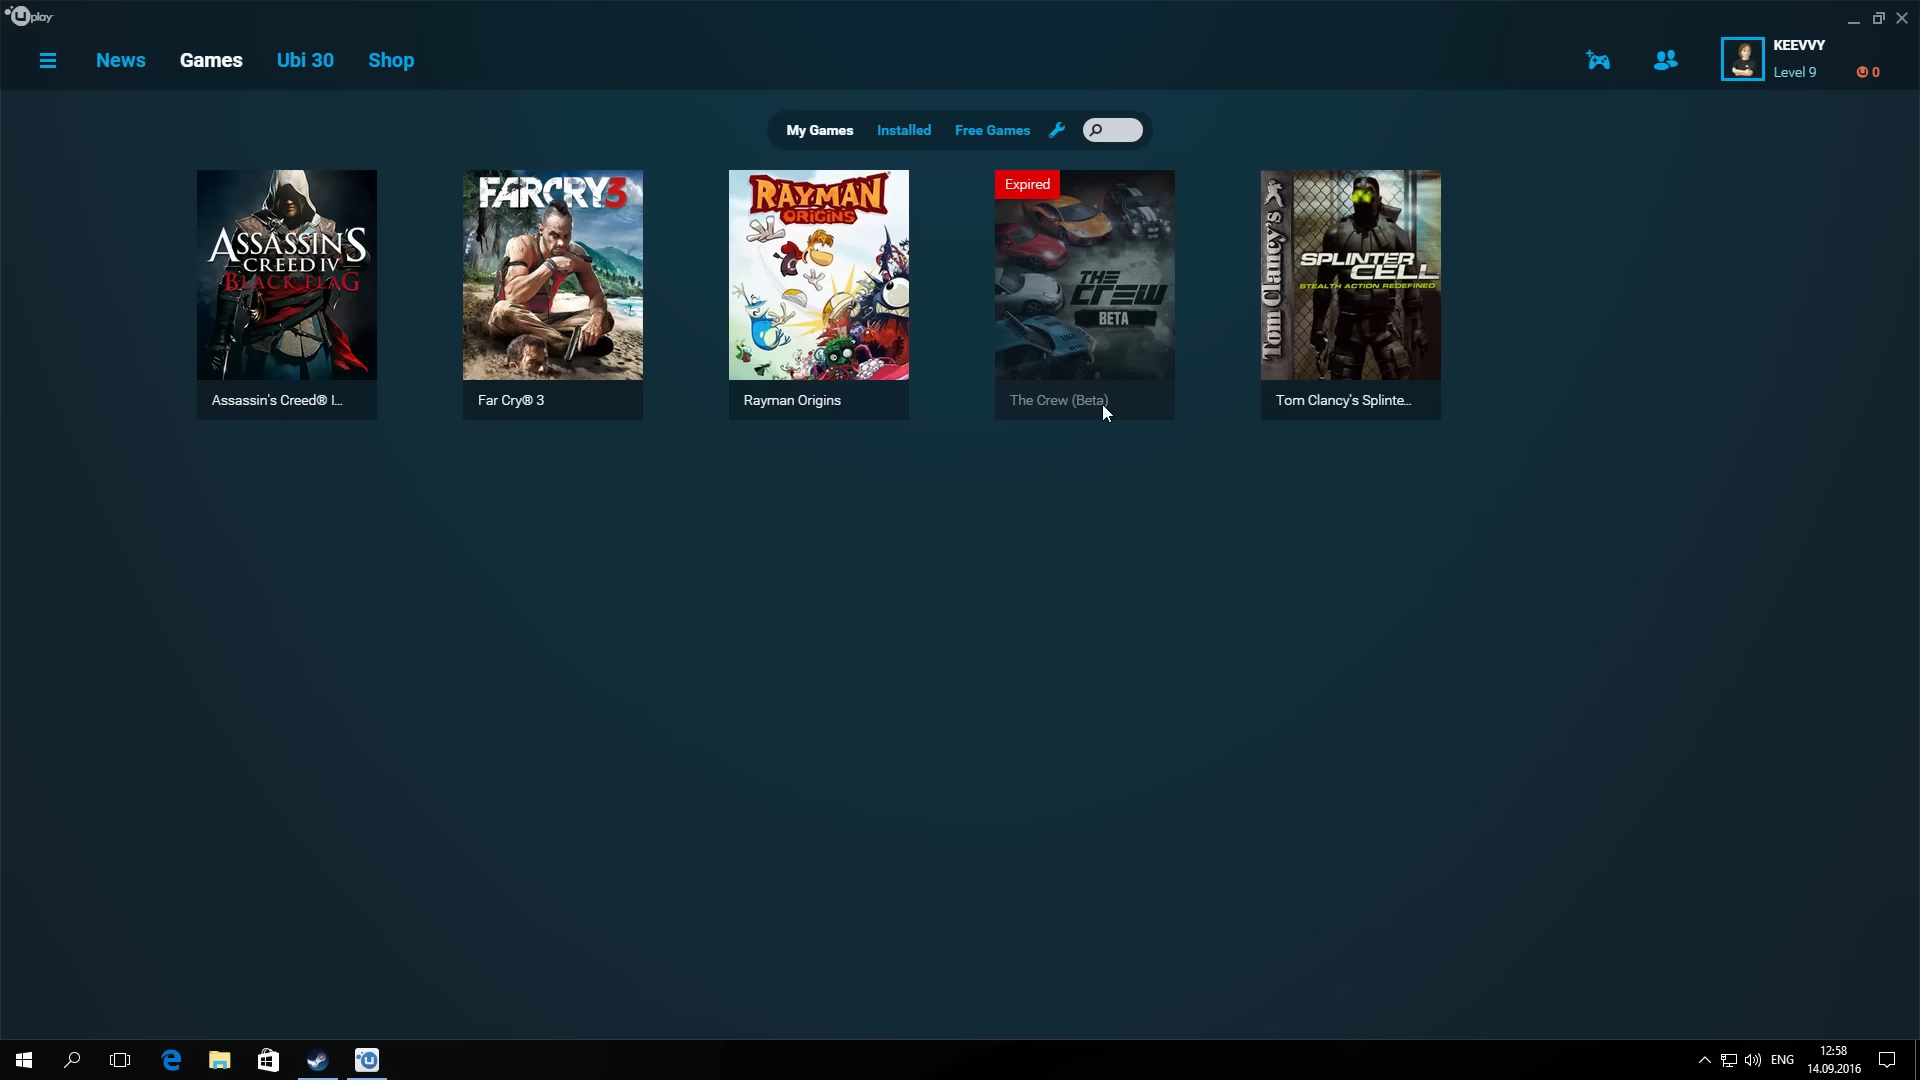 uplay
News Games Ubi 30 Shop
KEEVVY
Level 9
0
My Games Installed Free Games
ASSASSIN'S
CREED IV
BLACK FLAG
FARCRY3
RAYMAN
ORIGINS
Expired
THE
CREW
BETA
Tom Clancy's
SPLINTER
CELL
STEALTH ACTION REDEFINED
Assassin's Creed® I...
Far Cry® 3
Rayman Origins
The Crew (Beta)
Tom Clancy's Splinte...
ENG
12:58
14.09.2016